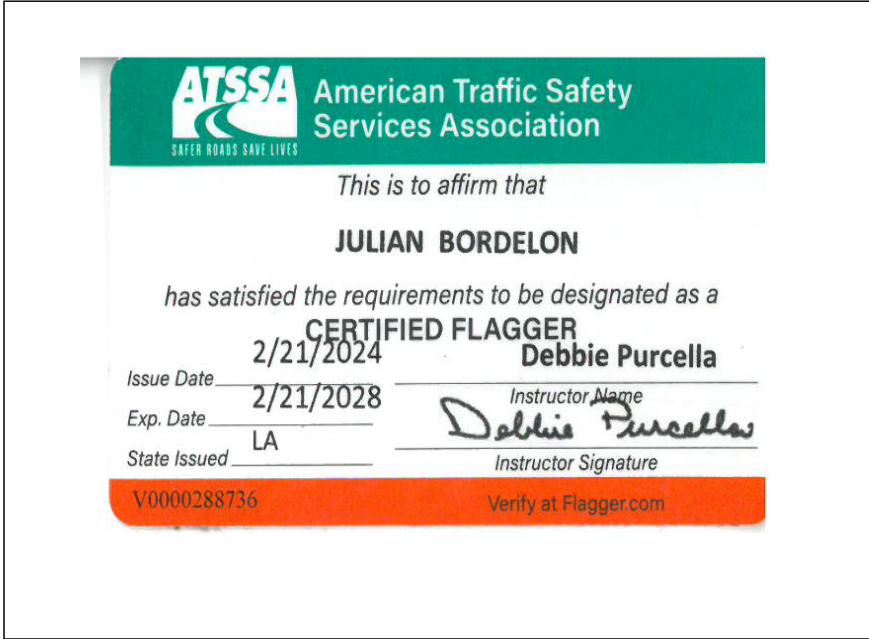 ATSSA
SAFER ROADS SAVE LIVES
American Traffic Safety
Services Association
This is to affirm that
JULIAN BORDELON
has satisfied the requirements to be designated as a
CERTIFIED FLAGGER
Issue Date 2/21/2024
Debbie Purcella
Instructor Name
Exp. Date 2/21/2028
Debbie Purcella
Instructor Signature
State Issued LA
V0000288736
Verify at Flagger.com